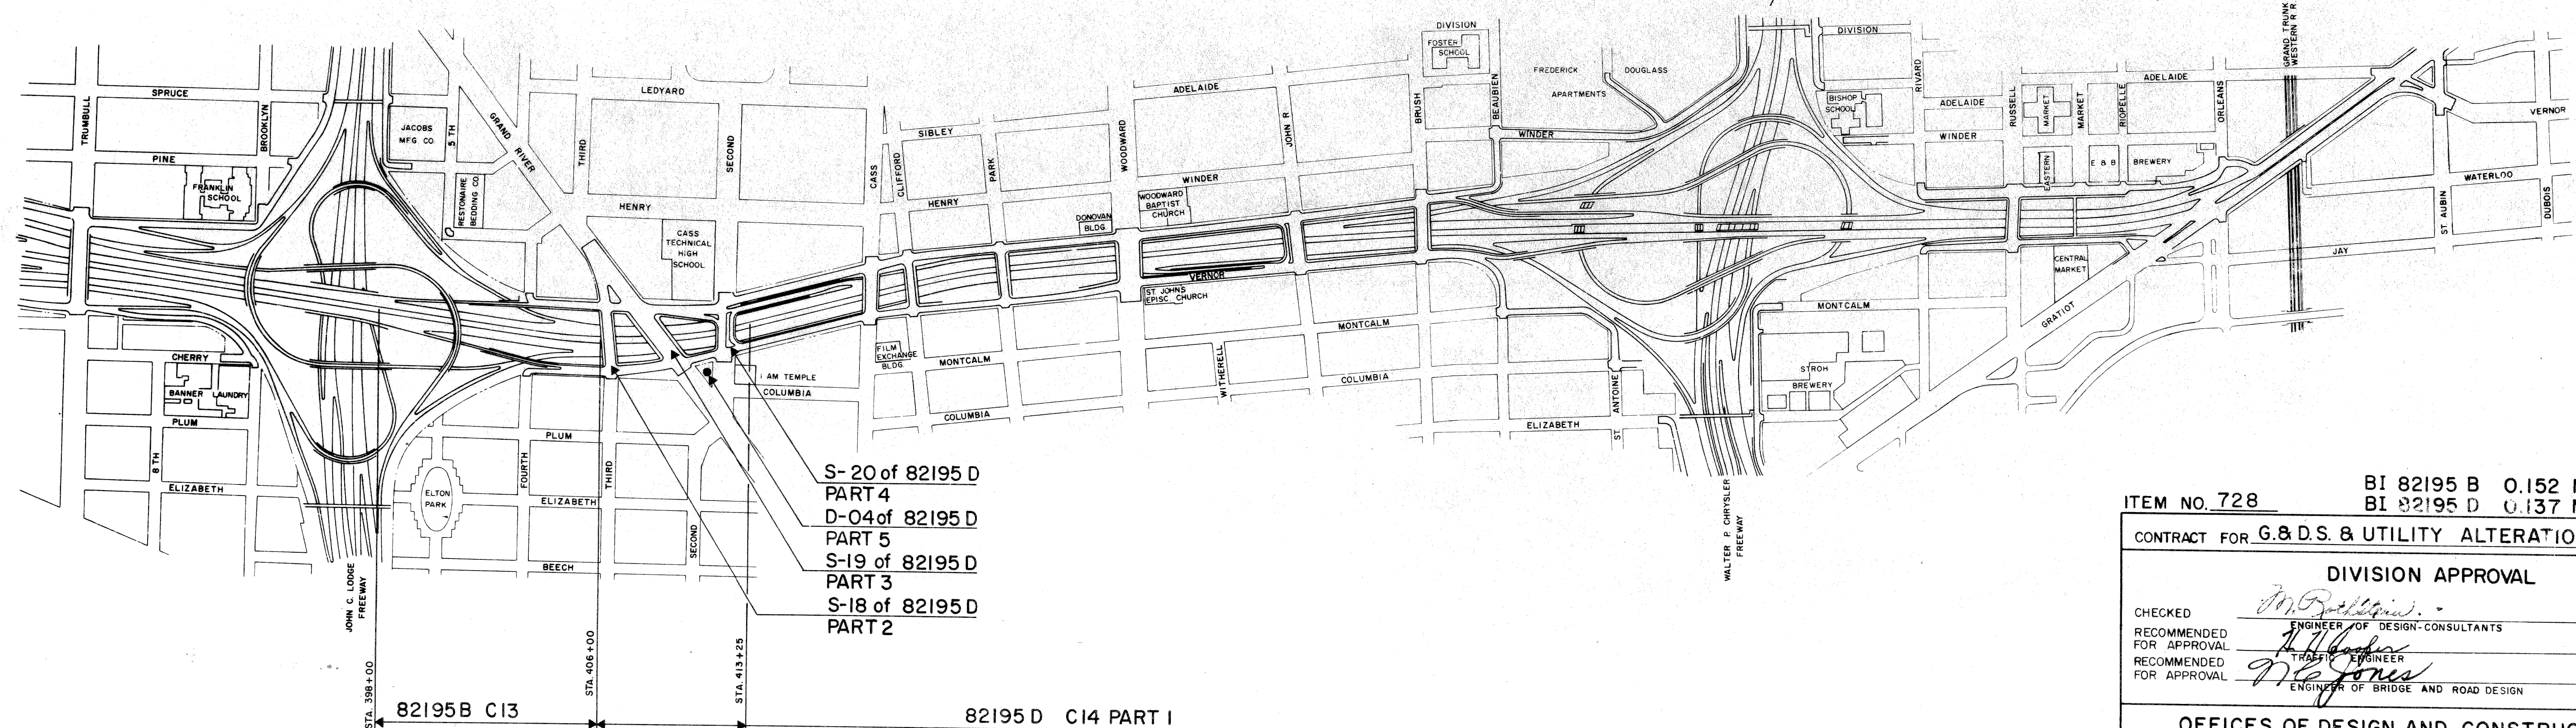 DIVISION
FOSTER
SCHOOL
FREDERICK DOUGLASS
APARTMENTS
DIVISION
GRAND TRUNK
WESTERN R.R.
SPRUCE
TRUMBULL
BROOKLYN
JACOBS
MFG. CO.
5 TH
GRAND RIVER
LEDYARD
THIRD
SECOND
ADELAIDE
SIBLEY
CASS
CLIFFORD
PARK
WOODWARD
JOHN R.
BRUSH
BEAUBIEN
WINDER
BISHOP
SCHOOL
RIVARD
ADELAIDE
WINDER
RUSSELL
MARKET
MARKET
RIOPELLE
ADELAIDE
ORLEANS
VERNOR
PINE
FRANKLIN
SCHOOL
RESTONAIRE
BEDDING CO.
HENRY
CASS
TECHNICAL
HIGH
SCHOOL
HENRY
DONOVAN
BLDG.
WINDER
WOODWARD
BAPTIST
CHURCH
EASTERN
E & B BREWERY
WATERLOO
ST. AUBIN
DUBOIS
JAY
VERNOR
ST. JOHN'S
EPISC. CHURCH
CENTRAL
MARKET
MONTCALM
GRATIOT
CHERRY
BANNER LAUNDRY
PLUM
8 TH
ELIZABETH
FILM
EXCHANGE
BLDG.
MONTCALM
MONTCALM
I AM TEMPLE
COLUMBIA
COLUMBIA
WITHERELL
COLUMBIA
ST. ANTOINE
ELIZABETH
STROH
BREWERY
PLUM
ELTON
PARK
FOURTH
THIRD
ELIZABETH
SECOND
BEECH
JOHN C. LODGE
FREEWAY
WALTER P. CHRYSLER
FREEWAY
S-20 of 82195 D
PART 4
D-04 of 82195 D
PART 5
S-19 of 82195 D
PART 3
S-18 of 82195 D
PART 2
STA. 398+00
STA. 406+00
STA. 413+25
82195B C13
82195 D C14 PART I
BI 82195 B 0.152
ITEM NO. 728 BI 82195 D 0.137
CONTRACT FOR G.& D.S. & UTILITY ALTERATIO
DIVISION APPROVAL
CHECKED M. Rothstein
ENGINEER OF DESIGN-CONSULTANTS
RECOMMENDED
FOR APPROVAL H H Cooper
TRAFFIC ENGINEER
RECOMMENDED
FOR APPROVAL N C Jones
ENGINEER OF BRIDGE AND ROAD DESIGN
OFFICES OF DESIGN AND CONSTRUC